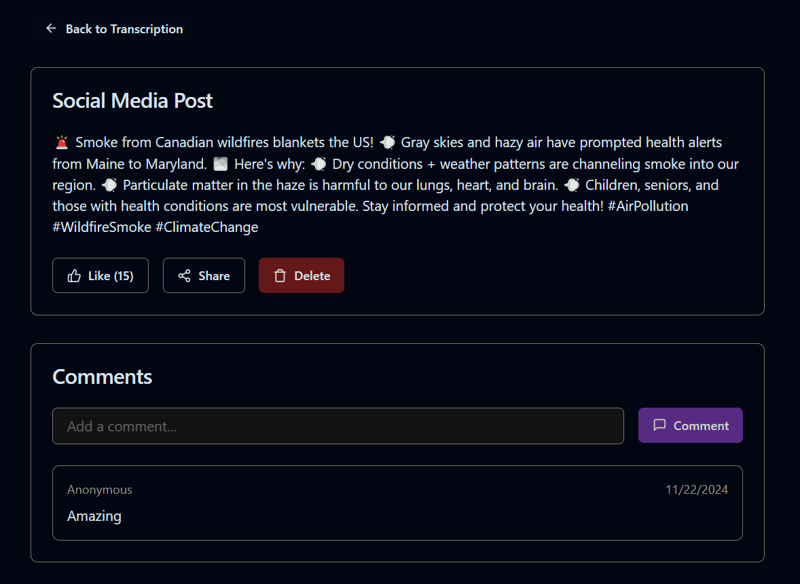 Back to Transcription
Social Media Post
🚨 Smoke from Canadian wildfires blankets the US! 💨 Gray skies and hazy air have prompted health alerts
from Maine to Maryland. 🌫️ Here's why: 💨 Dry conditions + weather patterns are channeling smoke into our
region. 💨 Particulate matter in the haze is harmful to our lungs, heart, and brain. 💨 Children, seniors, and
those with health conditions are most vulnerable. Stay informed and protect your health! #AirPollution
#WildfireSmoke #ClimateChange
Like (15) Share Delete
Comments
Add a comment... Comment
Anonymous 11/22/2024
Amazing